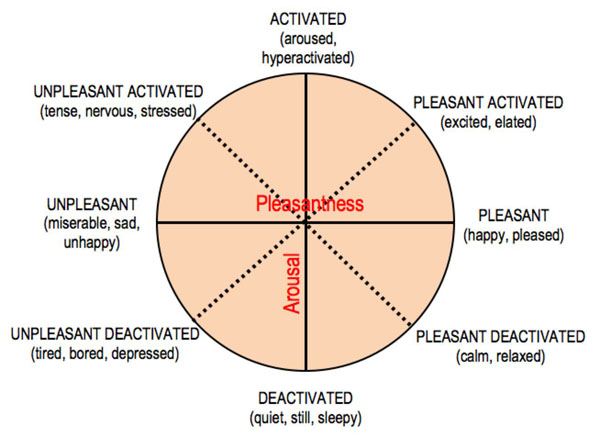 ACTIVATED
(aroused,
hyperactivated)
UNPLEASANT ACTIVATED
(tense, nervous, stressed)
PLEASANT ACTIVATED
(excited, elated)
UNPLEASANT
(miserable, sad,
unhappy)
Pleasantness
PLEASANT
(happy, pleased)
Arousal
UNPLEASANT DEACTIVATED
(tired, bored, depressed)
PLEASANT DEACTIVATED
(calm, relaxed)
DEACTIVATED
(quiet, still, sleepy)